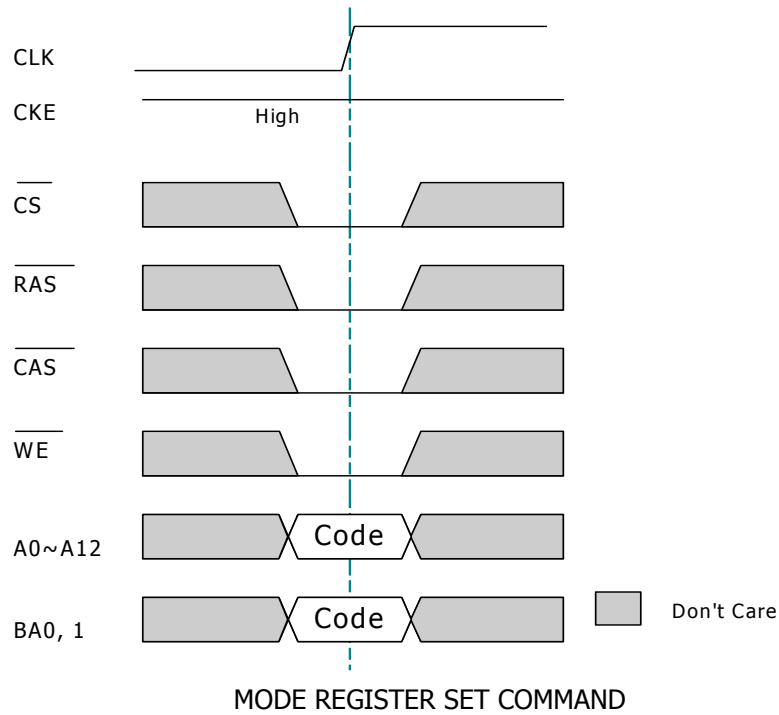 CLK
CKE
High
CS
RAS
CAS
WE
A0~A12
Code
BA0, 1
Code
Don't Care
MODE REGISTER SET COMMAND